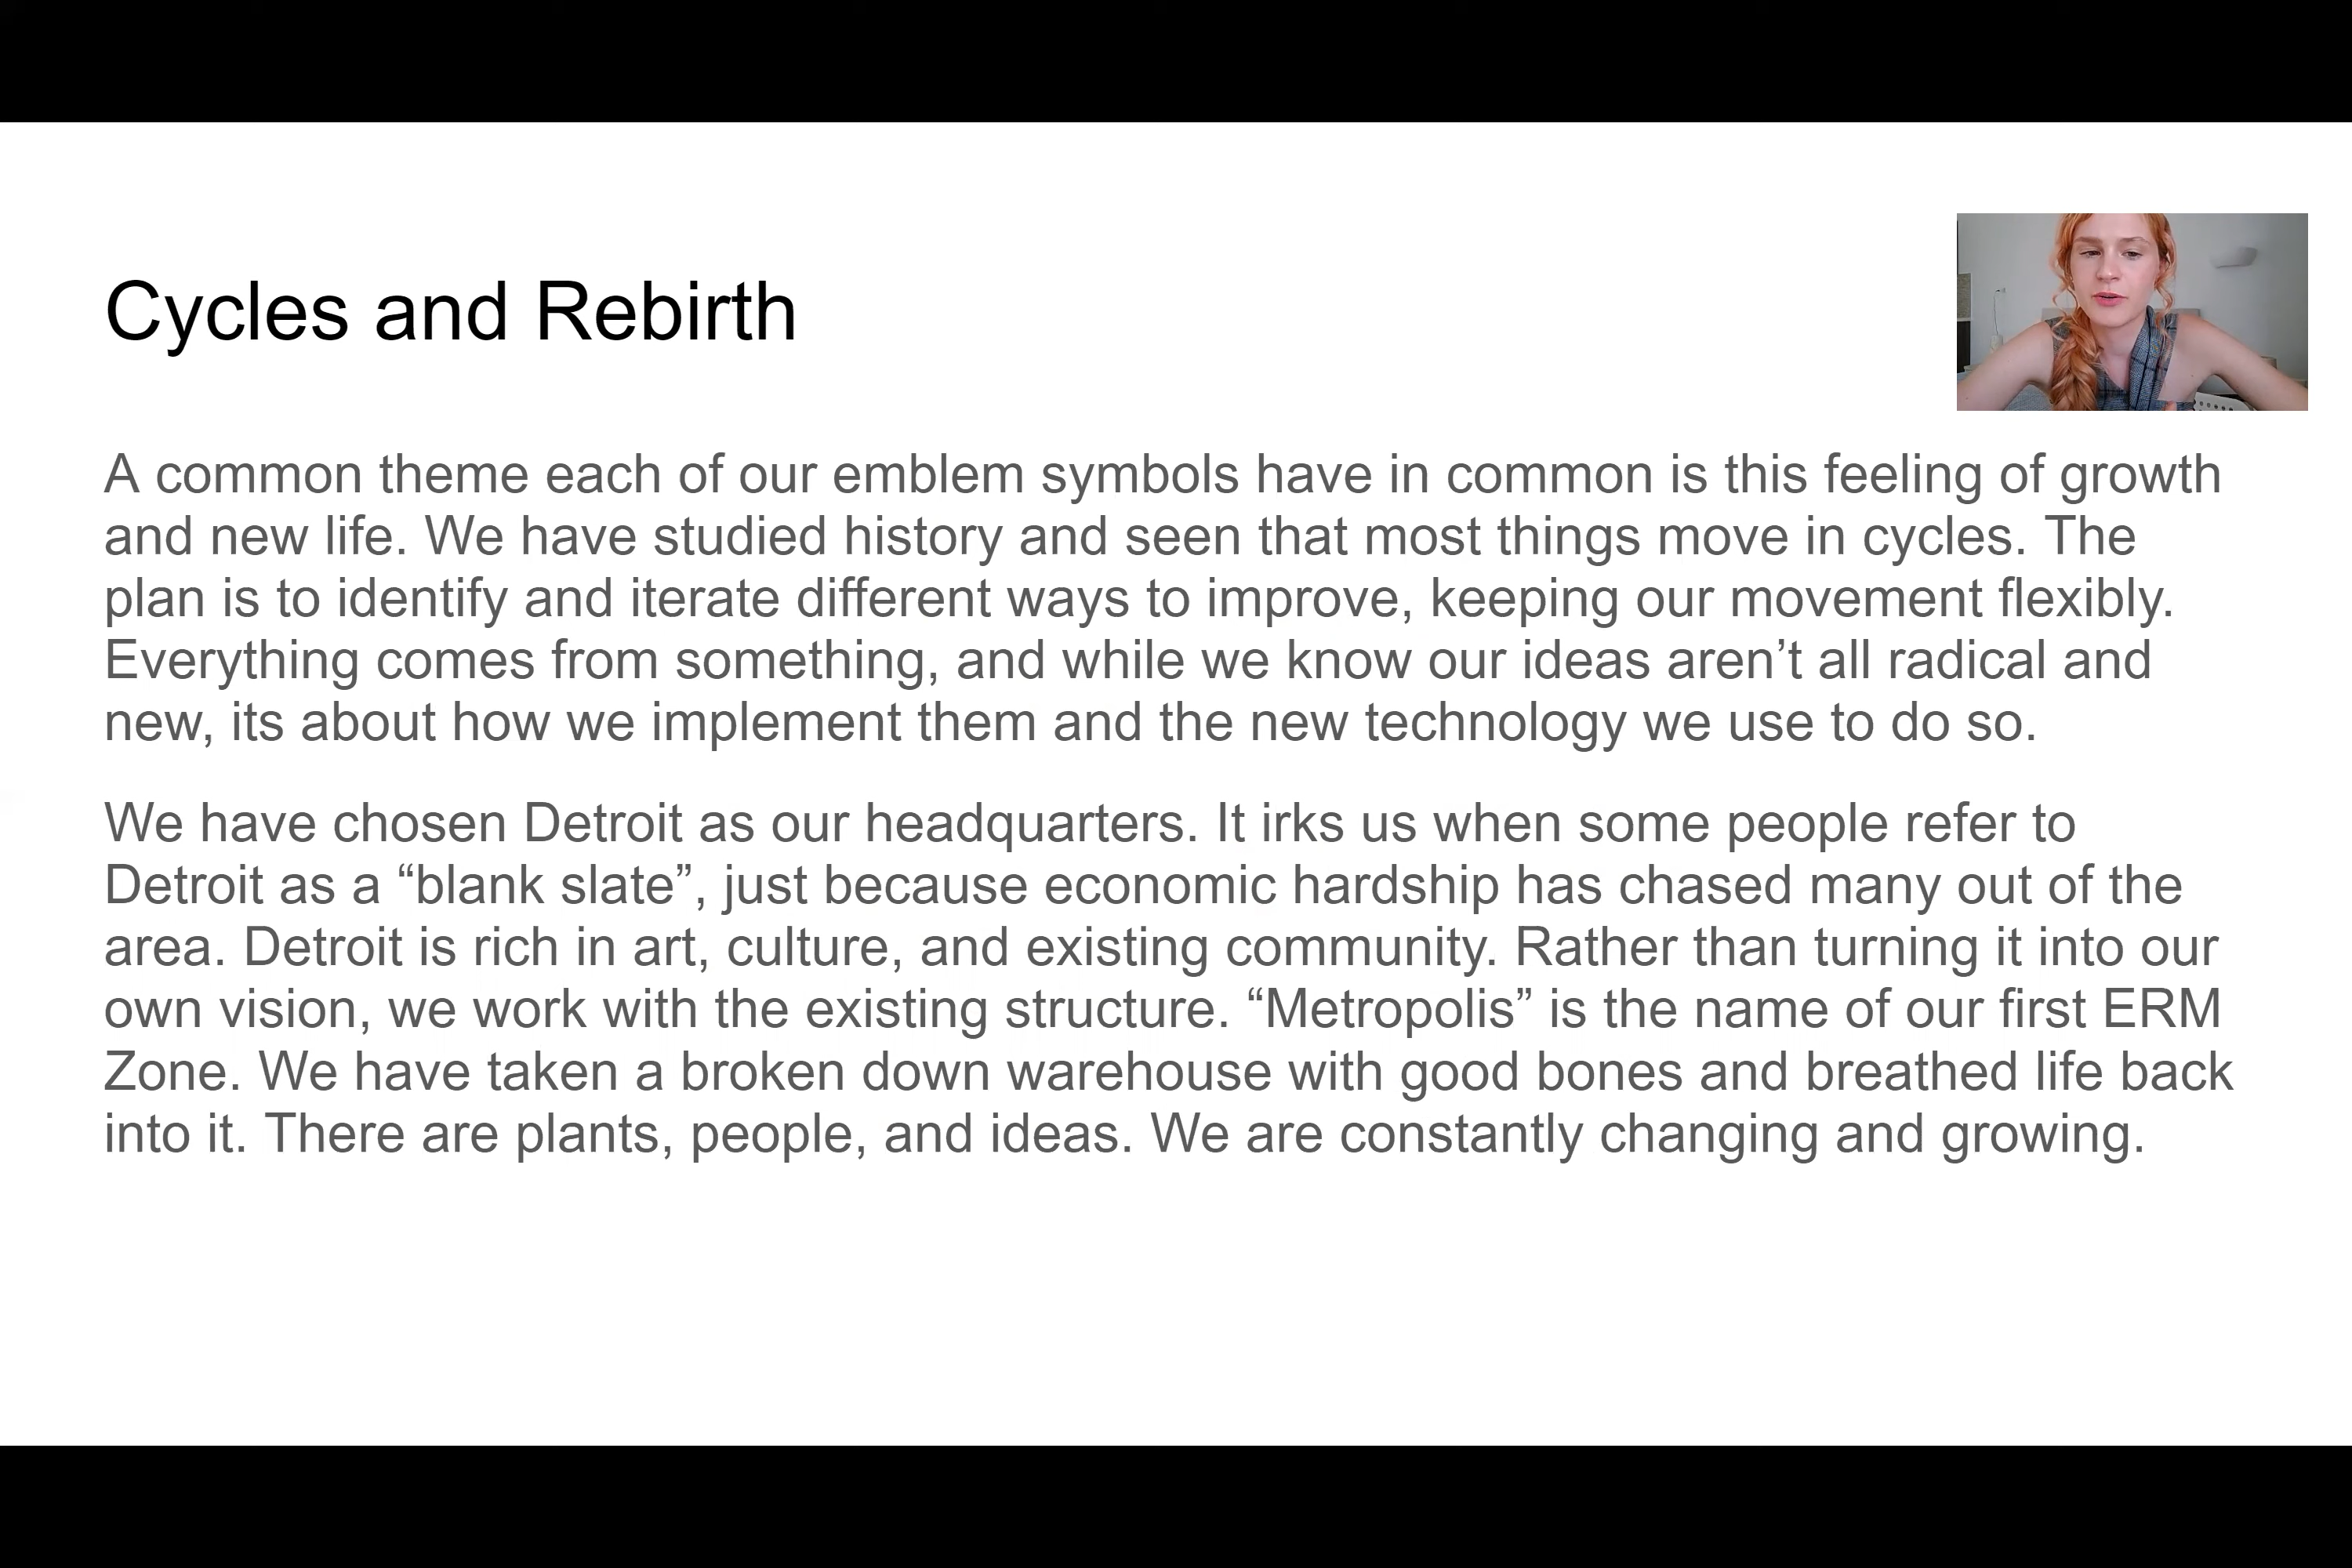 Cycles and Rebirth
A common theme each of our emblem symbols have in common is this feeling of growth
and new life. We have studied history and seen that most things move in cycles. The
plan is to identify and iterate different ways to improve, keeping our movement flexibly.
Everything comes from something, and while we know our ideas aren’t all radical and
new, its about how we implement them and the new technology we use to do so.
We have chosen Detroit as our headquarters. It irks us when some people refer to
Detroit as a “blank slate”, just because economic hardship has chased many out of the
area. Detroit is rich in art, culture, and existing community. Rather than turning it into our
own vision, we work with the existing structure. “Metropolis” is the name of our first ERM
Zone. We have taken a broken down warehouse with good bones and breathed life back
into it. There are plants, people, and ideas. We are constantly changing and growing.